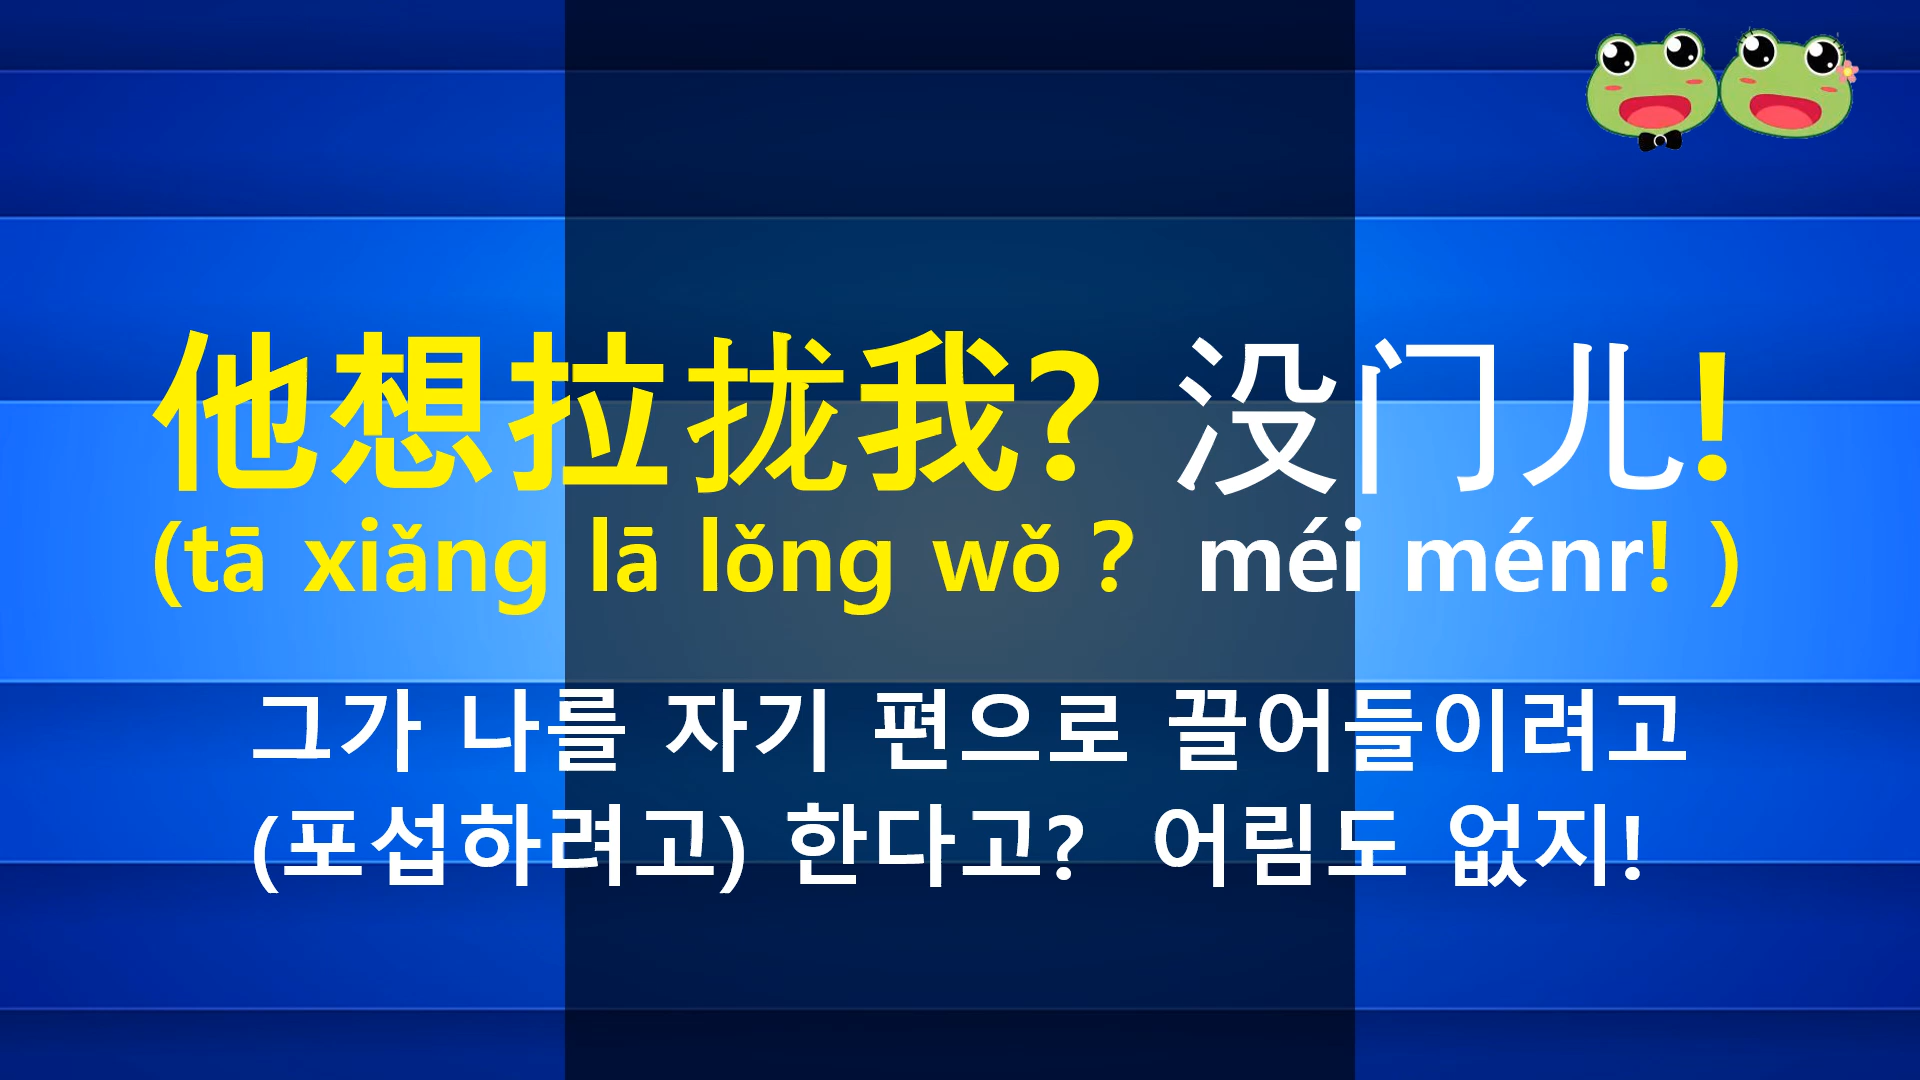 他想拉拢我? 没门儿!
(tā xiǎng lā lǒng wǒ ? méi ménr! )
그가 나를 자기 편으로 끌어들이려고
(포섭하려고) 한다고? 어림도 없지!